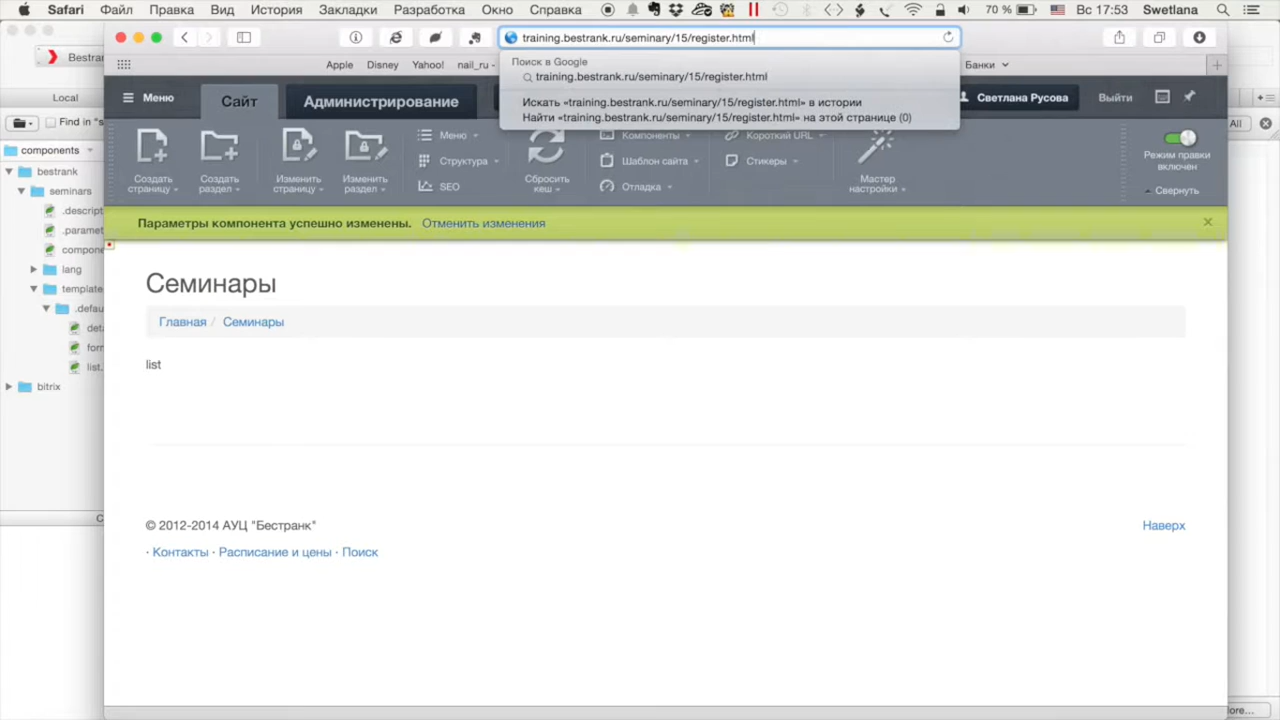 Safari Файл Правка Вид История Закладки Разработка Окно Справка 70 % Вс 17:53 Swetlana
training.bestrank.ru/seminary/15/register.html
Поиск в Google
training.bestrank.ru/seminary/15/register.html
Искать «training.bestrank.ru/seminary/15/register.html» в истории
Найти «training.bestrank.ru/seminary/15/register.html» на этой странице (0)
Apple Disney Yahoo! nail_ru Банки
Меню Сайт Администрирование Светлана Русова Выйти
Создать страницу
Создать раздел
Изменить страницу
Изменить раздел
Меню
Структура
SEO
Сбросить кеш
Компоненты
Шаблон сайта
Отладка
Короткий URL
Стикеры
Мастер настройки
Режим правки включен
Свернуть
Параметры компонента успешно изменены. Отменить изменения
Семинары
Главная / Семинары
list
© 2012-2014 АУЦ "Бестранк"
Наверх
· Контакты · Расписание и цены · Поиск
Local
Find in
All
components
bestrank
seminars
lang
bitrix